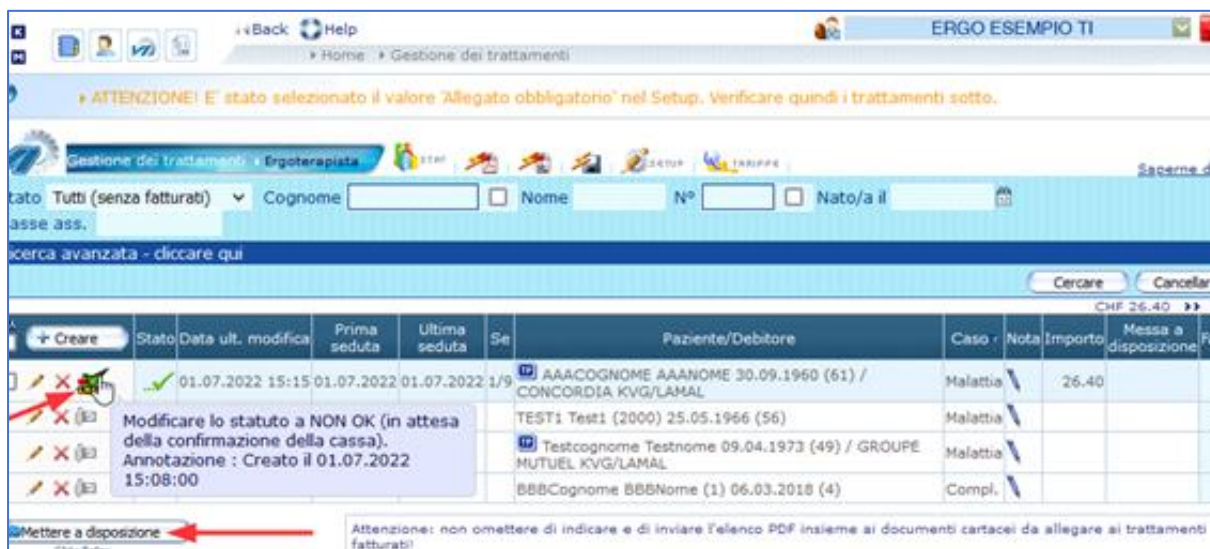 K
Back Help
ERGO ESEMPIO TI
M
Home Gestione dei trattamenti
ATTENZIONE! E' stato selezionato il valore 'Allegato obbligatorio' nel Setup. Verificare quindi i trattamenti sotto.
Gestione dei trattamenti Ergoterapista STAT SETUP TARIFFE
Saperne d
tato Tutti (senza fatturati) Cognome Nome Nº Nato/a il
asse ass.
icerca avanzata - cliccare qui
Cercare Cancellar
CHF 26.40
+ Creare Stato Data ult. modifica Prima seduta Ultima seduta Se Paziente/Debitore Caso Nota Importo Messa a disposizione F
01.07.2022 15:15 01.07.2022 01.07.2022 1/9 TP AAACOGNOME AAANOME 30.09.1960 (61) / Malattia 26.40
CONCORDIA KVG/LAMAL
Modificare lo statuto a NON OK (in attesa
della confirmazione della cassa).
Annotazione : Creato il 01.07.2022
15:08:00
TEST1 Test1 (2000) 25.05.1966 (56) Malattia
TP Testcognome Testnome 09.04.1973 (49) / GROUPE Malattia
MUTUEL KVG/LAMAL
BBBCognome BBBNome (1) 06.03.2018 (4) Compl.
Mettere a disposizione
Attenzione: non omettere di indicare e di inviare l'elenco PDF insieme ai documenti cartacei da allegare ai trattamenti
fatturati!